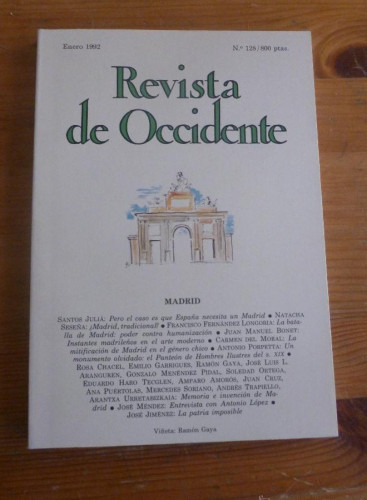 Enero 1992 N.º 128/800 ptas.
Revista
de Occidente
MADRID
SANTOS JULIÁ: Pero el caso es que España necesita un Madrid ● NATACHA
SESEÑA: ¡Madrid, tradicional! ● FRANCISCO FERNÁNDEZ LONGORIA: La bata-
lla de Madrid: poder contra humanización ● JUAN MANUEL BONET:
Instantes madrileños en el arte moderno ● CARMEN DEL MORAL: La
mitificación de Madrid en el género chico ● ANTONIO PORPETTA: Un
monumento olvidado: el Panteón de Hombres Ilustres del s. XIX ●
ROSA CHACEL, EMILIO GARRIGUES, RAMÓN GAYA, JOSÉ LUIS L.
ARANGUREN, GONZALO MENÉNDEZ PIDAL, SOLEDAD ORTEGA,
EDUARDO HARO TECGLEN, AMPARO AMORÓS, JUAN CRUZ,
ANA PUÉRTOLAS, MERCEDES SORIANO, ANDRÉS TRAPIELLO,
ARANTXA URRETABIZKAIA: Memoria e invención de Ma-
drid ● JOSÉ MÉNDEZ: Entrevista con Antonio López ●
JOSÉ JIMÉNEZ: La patria imposible
Viñeta: Ramón Gaya